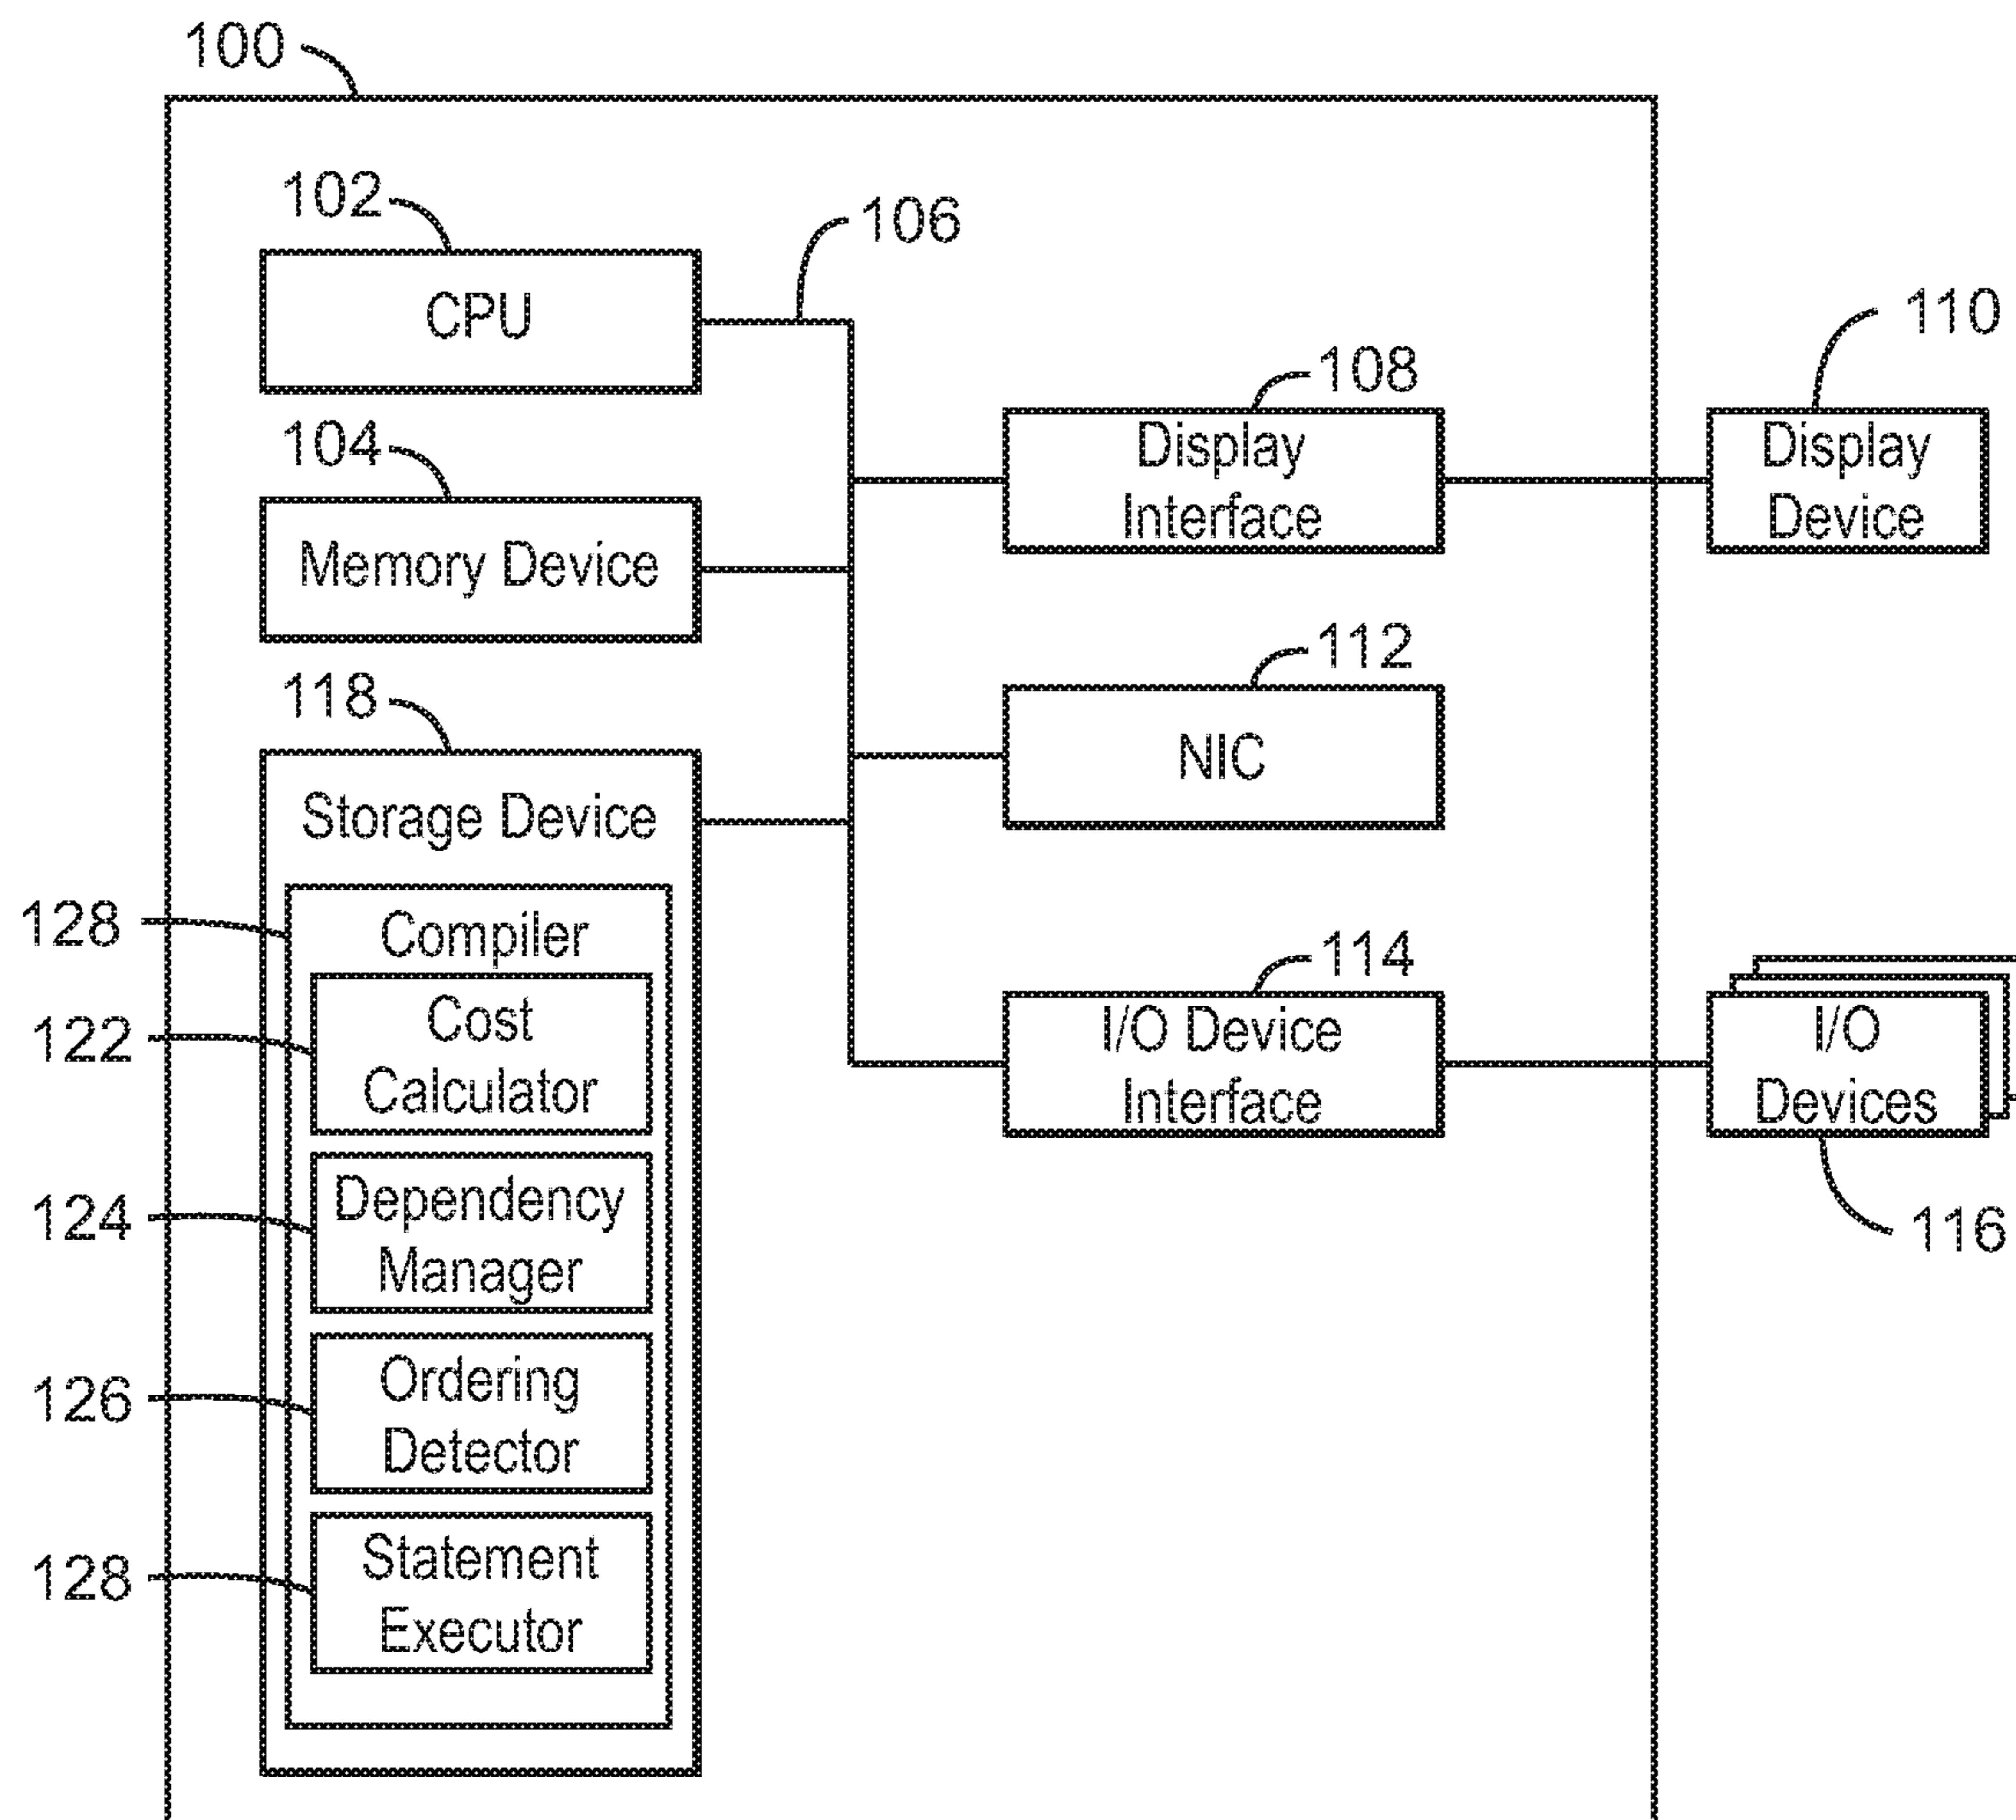 100
102
106
CPU
110
108
104
Display
Interface
Display
Device
Memory Device
112
118
NIC
Storage Device
128
Compiler
114
122
Cost
Calculator
I/O Device
Interface
I/O
Devices
124
Dependency
Manager
116
126
Ordering
Detector
128
Statement
Executor